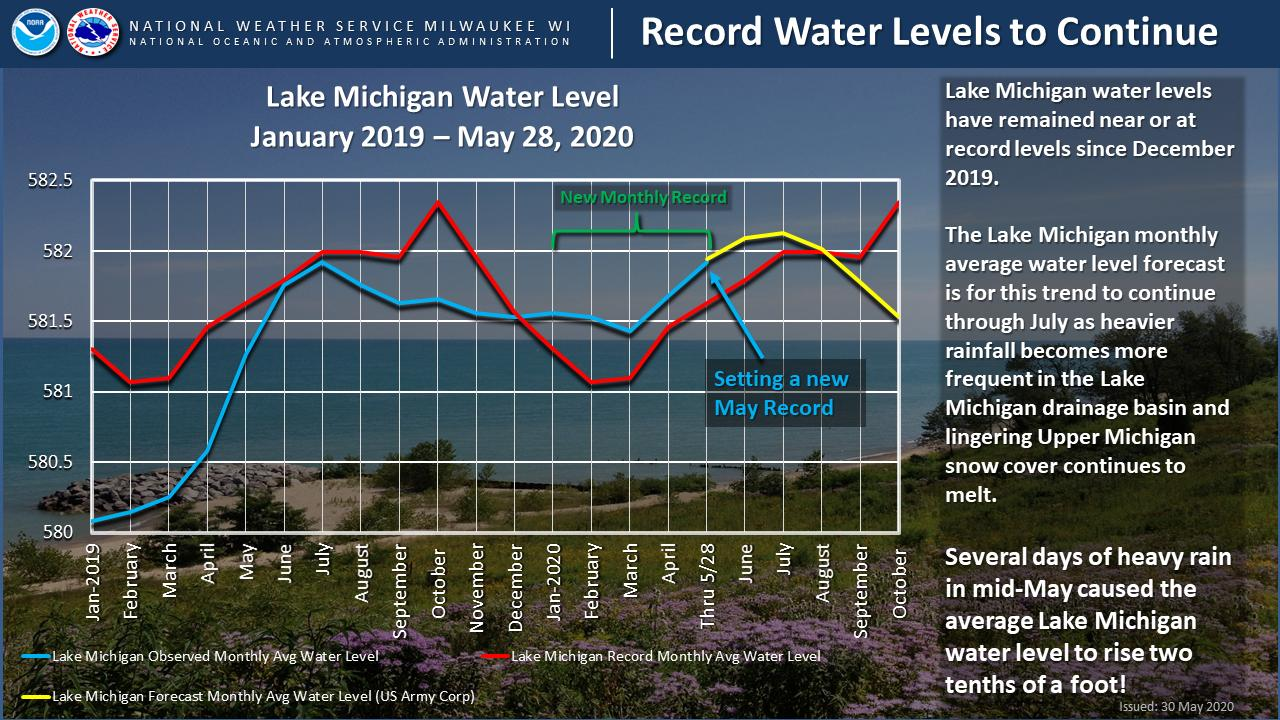 NOAA
NATIONAL WEATHER SERVICE MILWAUKEE WI
NATIONAL OCEANIC AND ATMOSPHERIC ADMINISTRATION
Record Water Levels to Continue
Lake Michigan Water Level
January 2019 – May 28, 2020
582.5
582
581.5
581
580.5
580
New Monthly Record
Setting a new
May Record
Jan-2019
February
March
April
May
June
July
August
September
October
November
December
Jan-2020
February
March
April
Thru 5/28
June
July
August
September
October
Lake Michigan Observed Monthly Avg Water Level
Lake Michigan Record Monthly Avg Water Level
Lake Michigan Forecast Monthly Avg Water Level (US Army Corp)
Lake Michigan water levels
have remained near or at
record levels since December
2019.
The Lake Michigan monthly
average water level forecast
is for this trend to continue
through July as heavier
rainfall becomes more
frequent in the Lake
Michigan drainage basin and
lingering Upper Michigan
snow cover continues to
melt.
Several days of heavy rain
in mid-May caused the
average Lake Michigan
water level to rise two
tenths of a foot!
Issued: 30 May 2020